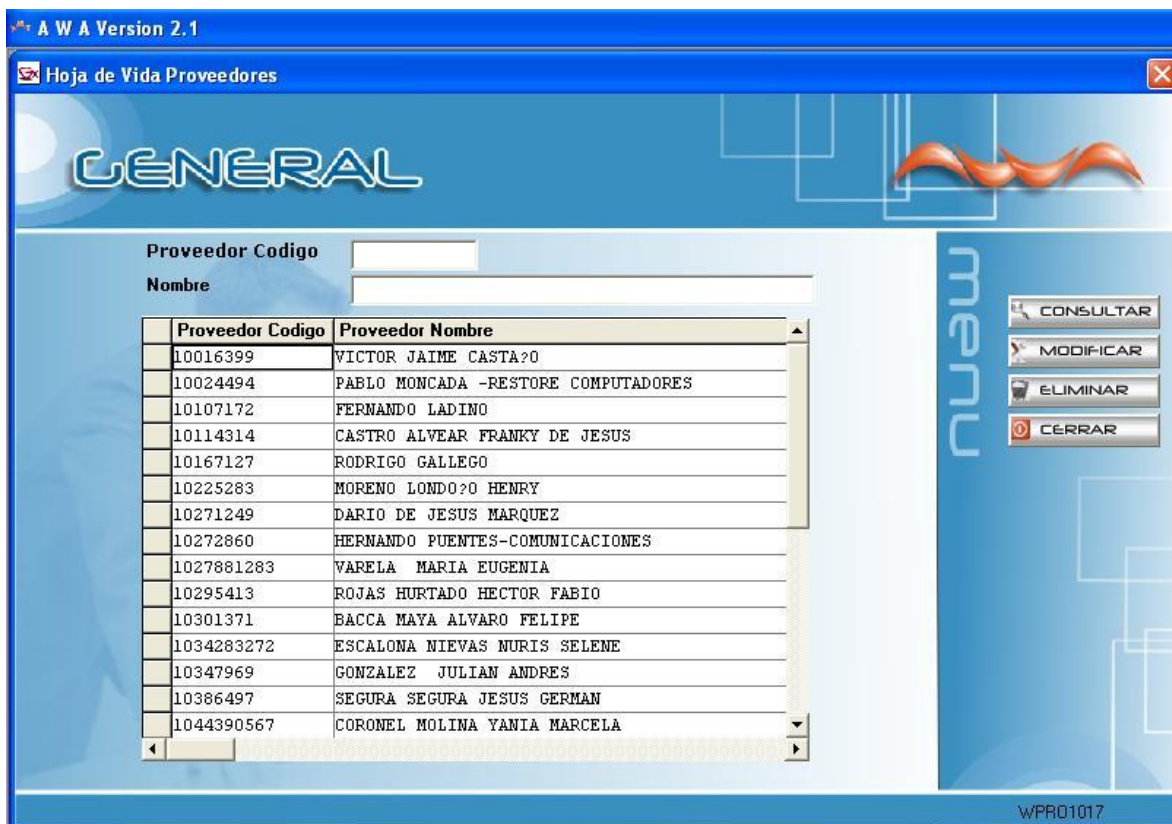 A W A Version 2.1
Hoja de Vida Proveedores
GENERAL
AWA
Proveedor Codigo
Nombre
menu
CONSULTAR
MODIFICAR
ELIMINAR
CERRAR
Proveedor Codigo Proveedor Nombre
10016399 VICTOR JAIME CASTA?O
10024494 PABLO MONCADA -RESTORE COMPUTADORES
10107172 FERNANDO LADINO
10114314 CASTRO ALVEAR FRANKY DE JESUS
10167127 RODRIGO GALLEGO
10225283 MORENO LONDO?O HENRY
10271249 DARIO DE JESUS MARQUEZ
10272860 HERNANDO PUENTES-COMUNICACIONES
1027881283 VARELA  MARIA EUGENIA
10295413 ROJAS HURTADO HECTOR FABIO
10301371 BACCA MAYA ALVARO FELIPE
1034283272 ESCALONA NIEVAS NURIS SELENE
10347969 GONZALEZ  JULIAN ANDRES
10386497 SEGURA SEGURA JESUS GERMAN
1044390567 CORONEL MOLINA YANIA MARCELA
WPRO1017